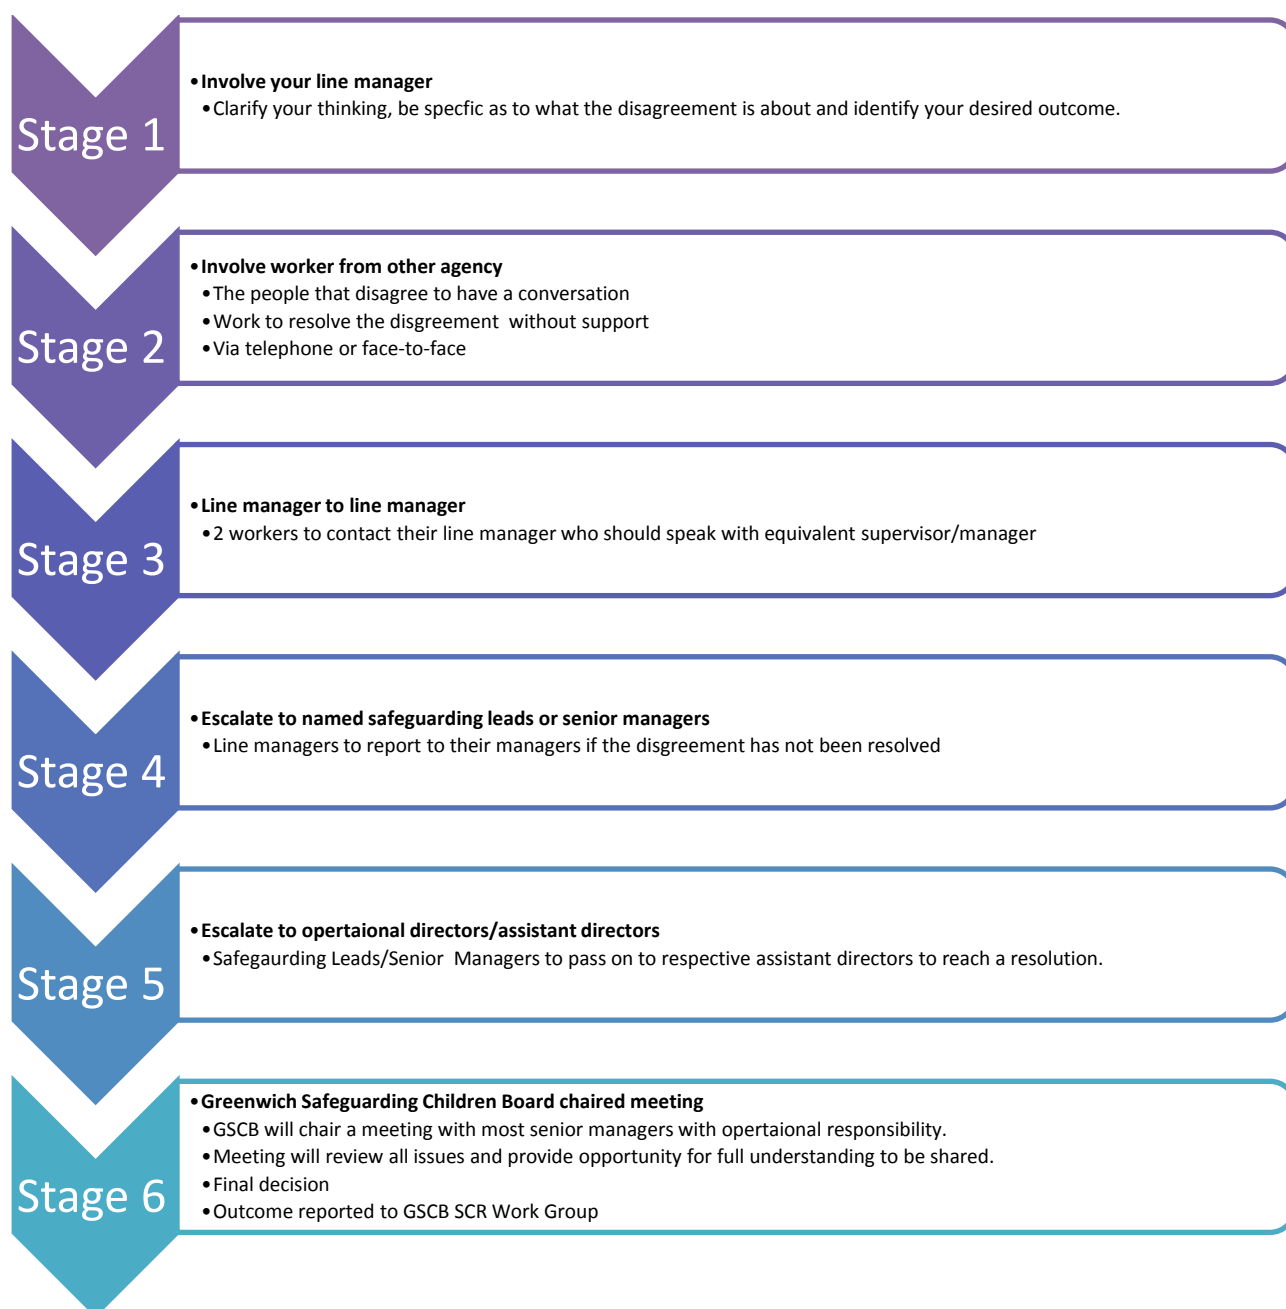 Stage 1
•Involve your line manager
•Clarify your thinking, be specfic as to what the disagreement is about and identify your desired outcome.
Stage 2
•Involve worker from other agency
•The people that disagree to have a conversation
•Work to resolve the disgreement without support
•Via telephone or face-to-face
Stage 3
•Line manager to line manager
•2 workers to contact their line manager who should speak with equivalent supervisor/manager
Stage 4
•Escalate to named safeguarding leads or senior managers
•Line managers to report to their managers if the disgreement has not been resolved
Stage 5
•Escalate to opertaional directors/assistant directors
•Safegaurding Leads/Senior Managers to pass on to respective assistant directors to reach a resolution.
Stage 6
•Greenwich Safeguarding Children Board chaired meeting
•GSCB will chair a meeting with most senior managers with opertaional responsibility.
•Meeting will review all issues and provide opportunity for full understanding to be shared.
•Final decision
•Outcome reported to GSCB SCR Work Group